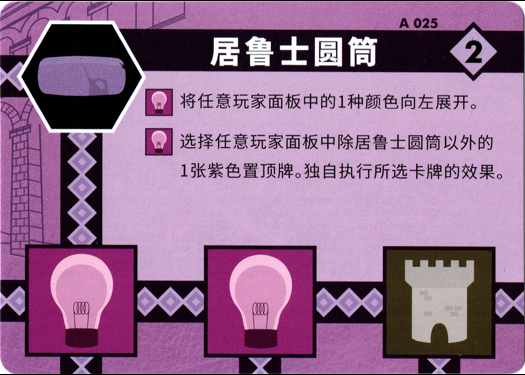 A 025
居鲁士圆筒
2
将任意玩家面板中的1种颜色向左展开。
选择任意玩家面板中除居鲁士圆筒以外的
1张紫色置顶牌。独自执行所选卡牌的效果。